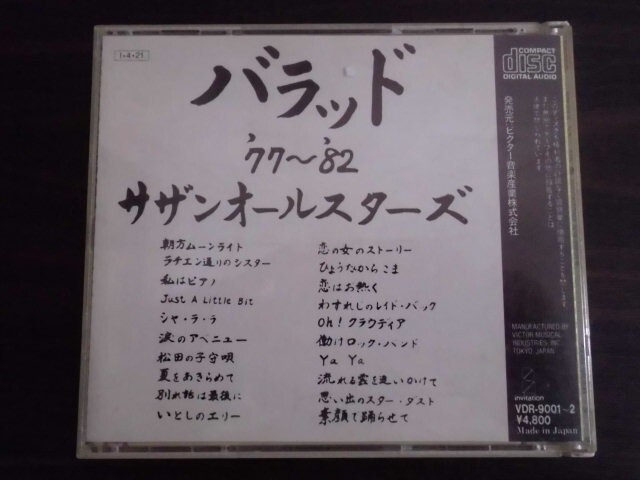 1・4・21
バラッド
'77〜'82
サザンオールスターズ
朝方ムーンライト
ラチエン通りのシスター
私はピアノ
Just A Little Bit
シャ・ラ・ラ
涙のアベニュー
松田の子守唄
夏をあきらめて
別れ話は最後に
いとしのエリー
恋の女のストーリー
ひょうたんからこま
恋はお熱く
わすれじのレイド・バック
Oh! クラウディア
働けロック・バンド
Ya Ya
流れる雲を追いかけて
思い出のスター・ダスト
素顔で踊らせて
COMPACT
disc
DIGITAL AUDIO
発売元:ビクター音楽産業株式会社
MANUFACTURED BY
VICTOR MUSICAL
INDUSTRIES, INC.
TOKYO, JAPAN
invitation
VDR-9001~2
¥4,800
Made in Japan